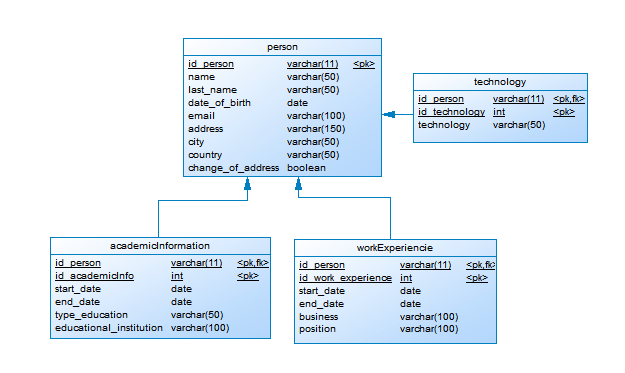 person
id_person varchar(11) <pk>
name varchar(50)
last_name varchar(50)
date_of_birth date
email varchar(100)
address varchar(150)
city varchar(50)
country varchar(50)
change_of_address boolean
technology
id_person varchar(11) <pk,fk>
id_technology int <pk>
technology varchar(50)
academicInformation
id_person varchar(11) <pk,fk>
id_academicInfo int <pk>
start_date date
end_date date
type_education varchar(50)
educational_institution varchar(100)
workExperiencie
id_person varchar(11) <pk,fk>
id_work_experience int <pk>
start_date date
end_date date
business varchar(100)
position varchar(100)